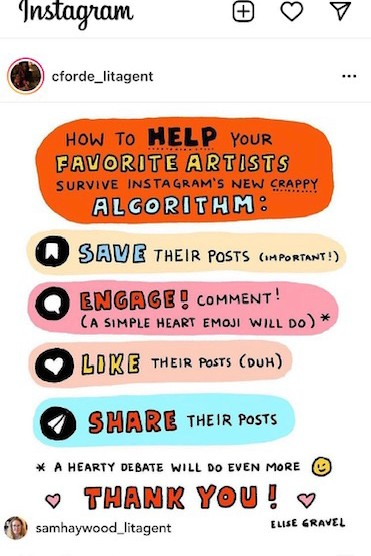 Instagram
cforde_litagent
HOW TO HELP YOUR
FAVORITE ARTISTS
SURVIVE INSTAGRAM'S NEW CRAPPY
ALGORITHM:
SAVE THEIR POSTS (IMPORTANT!)
ENGAGE! COMMENT!
(A SIMPLE HEART EMOJI WILL DO) *
LIKE THEIR POSTS (DUH)
SHARE THEIR POSTS
* A HEARTY DEBATE WILL DO EVEN MORE
THANK YOU!
ELISE GRAVEL
samhaywood_litagent